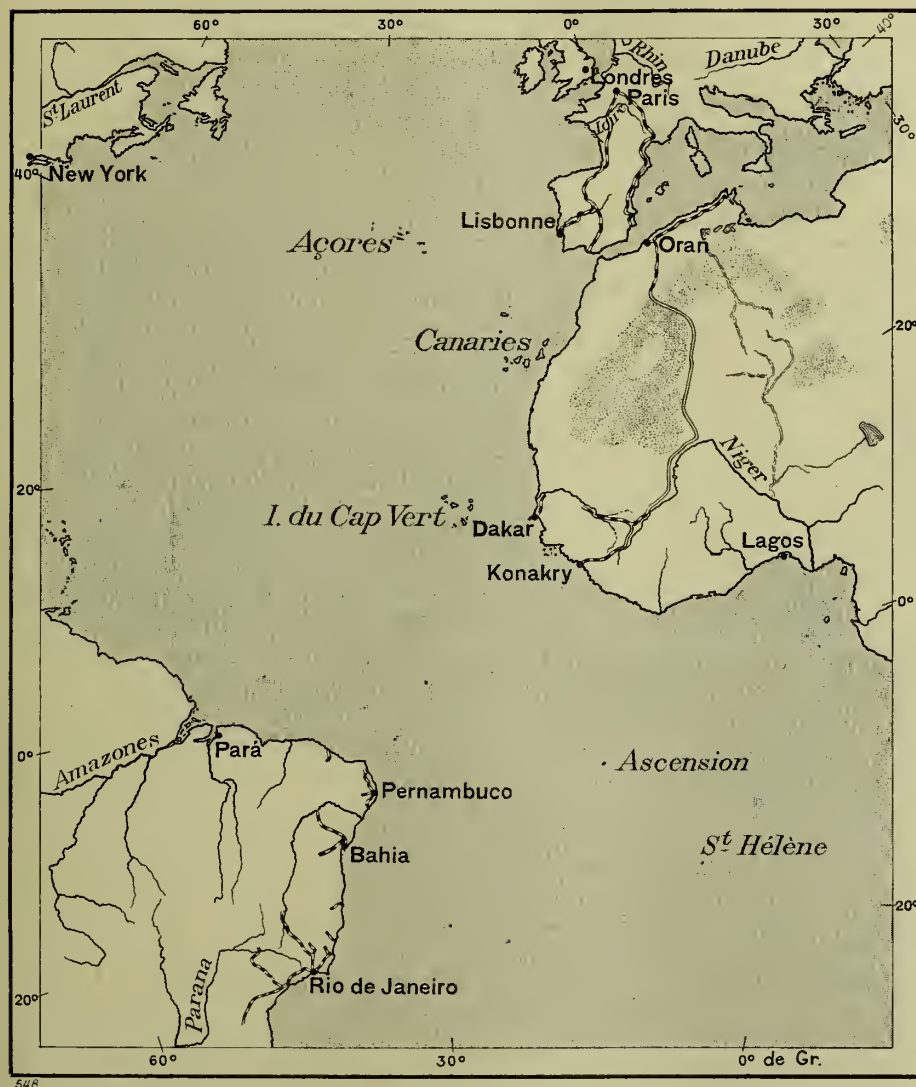 60° 30° 0° 30° 40°
St Laurent
Rhin
Danube
Londres
Paris
Loire
30°
New York
40°
Lisbonne
Açores
Oran
20°
Canaries
Niger
20°
I. du Cap Vert
Dakar
Lagos
Konakry
0°
Amazones
Pará
0°
Ascension
Pernambuco
St Hélène
Bahia
20°
Parana
Rio de Janeiro
20°
60° 30° 0° de Gr.
548